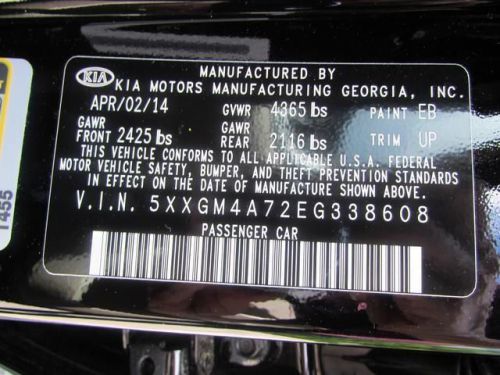 MANUFACTURED BY
KIA KIA MOTORS MANUFACTURING GEORGIA, INC.
APR/02/14 GVWR 4365 lbs PAINT EB
GAWR FRONT 2425 lbs GAWR REAR 2116 lbs TRIM UP
THIS VEHICLE CONFORMS TO ALL APPLICABLE U.S.A. FEDERAL
MOTOR VEHICLE SAFETY, BUMPER, AND THEFT PREVENTION STANDARDS
IN EFFECT ON THE DATE OF MANUFACTURE SHOWN ABOVE.
V.I.N. 5XXGM4A72EG338608
PASSENGER CAR
1455